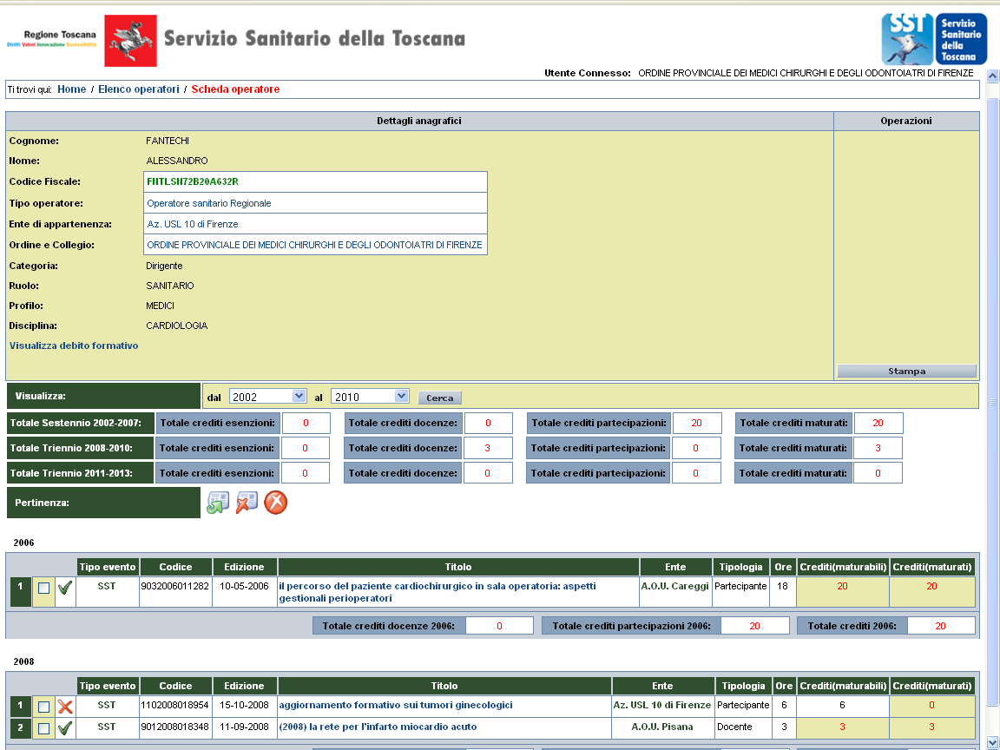 Regione Toscana
Diritti Valori Innovazione Sostenibilità
Servizio Sanitario della Toscana
SST
Servizio
Sanitario
della
Toscana
Utente Connesso: ORDINE PROVINCIALE DEI MEDICI CHIRURGHI E DEGLI ODONTOIATRI DI FIRENZE
Ti trovi qui: Home / Elenco operatori / Scheda operatore
Dettagli anagrafici Operazioni
Cognome: FANTECHI
Nome: ALESSANDRO
Codice Fiscale: FNTLSN72B20A632R
Tipo operatore: Operatore sanitario Regionale
Ente di appartenenza: Az. USL 10 di Firenze
Ordine e Collegio: ORDINE PROVINCIALE DEI MEDICI CHIRURGHI E DEGLI ODONTOIATRI DI FIRENZE
Categoria: Dirigente
Ruolo: SANITARIO
Profilo: MEDICI
Disciplina: CARDIOLOGIA
Visualizza debito formativo
Stampa
Visualizza: dal 2002 al 2010 Cerca
Totale Sestennio 2002-2007: Totale crediti esenzioni: 0 Totale crediti docenze: 0 Totale crediti partecipazioni: 20 Totale crediti maturati: 20
Totale Triennio 2008-2010: Totale crediti esenzioni: 0 Totale crediti docenze: 3 Totale crediti partecipazioni: 0 Totale crediti maturati: 3
Totale Triennio 2011-2013: Totale crediti esenzioni: 0 Totale crediti docenze: 0 Totale crediti partecipazioni: 0 Totale crediti maturati: 0
Pertinenza:
2006
Tipo evento Codice Edizione Titolo Ente Tipologia Ore Crediti(maturabili) Crediti(maturati)
1 SST 9032006011282 10-05-2006 il percorso del paziente cardiochirurgico in sala operatoria: aspetti A.O.U. Careggi Partecipante 18 20 20
gestionali perioperatori
Totale crediti docenze 2006: 0 Totale crediti partecipazioni 2006: 20 Totale crediti 2006: 20
2008
Tipo evento Codice Edizione Titolo Ente Tipologia Ore Crediti(maturabili) Crediti(maturati)
1 SST 1102008018954 15-10-2008 aggiornamento formativo sui tumori ginecologici Az. USL 10 di Firenze Partecipante 6 6 0
2 SST 9012008018348 11-09-2008 (2008) la rete per l'infarto miocardio acuto A.O.U. Pisana Docente 3 3 3